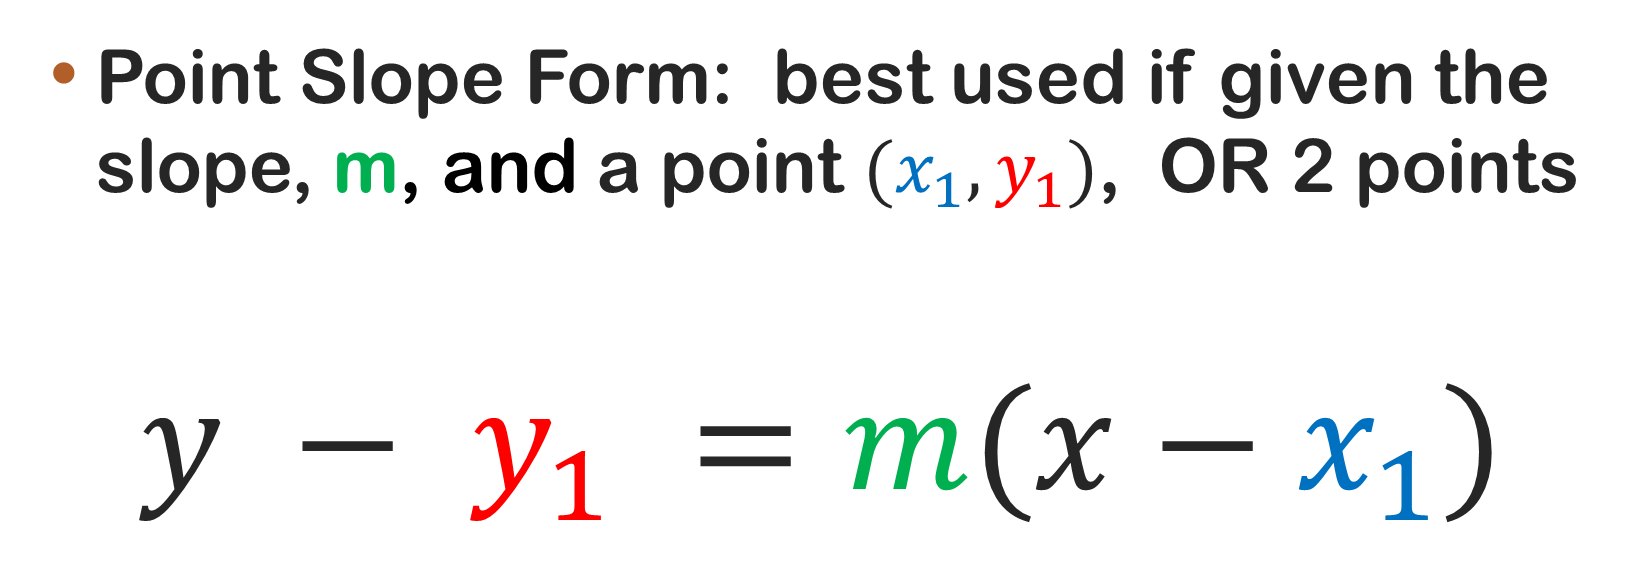 • Point Slope Form: best used if given the
slope, m, and a point (x₁, y₁), OR 2 points
y − y₁ = m(x − x₁)